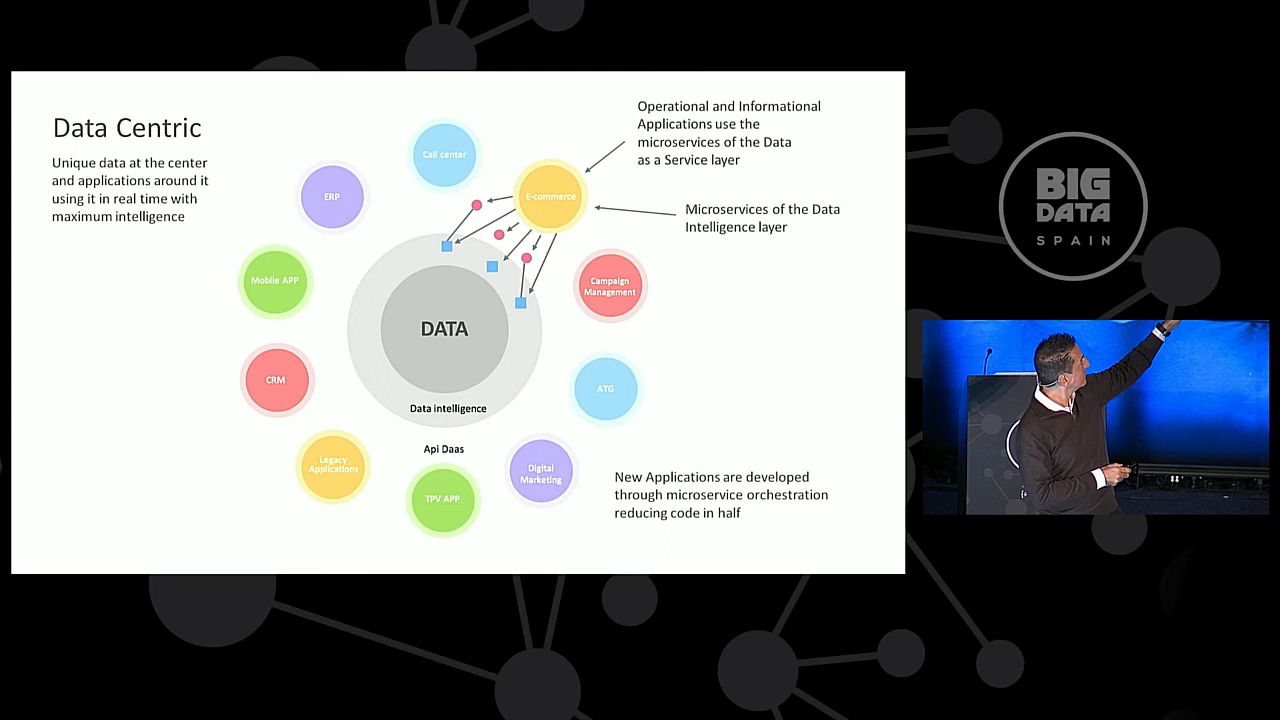 Data Centric
Unique data at the center
and applications around it
using it in real time with
maximum intelligence
Operational and Informational
Applications use the
microservices of the Data
as a Service layer
Microservices of the Data
Intelligence layer
Call center
ERP
E-commerce
Mobile APP
Campaign
Management
DATA
CRM
ATG
Data intelligence
Api Daas
Legacy
Applications
TPV APP
Digital
Marketing
New Applications are developed
through microservice orchestration
reducing code in half
BIG
DATA
SPAIN